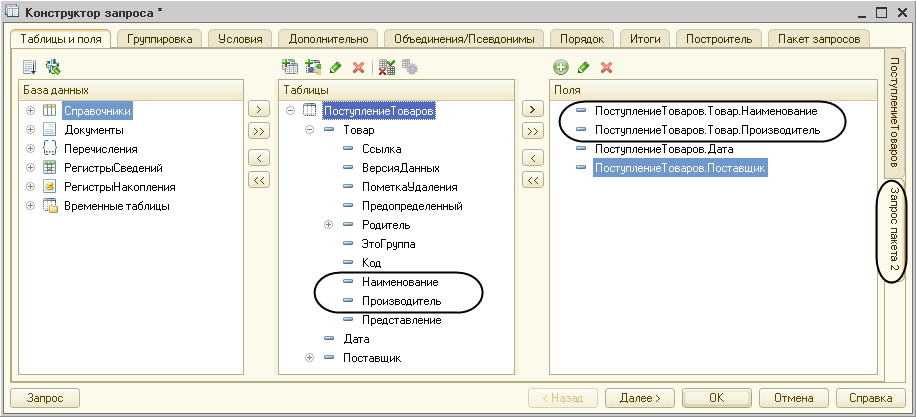 Конструктор запроса *
Таблицы и поля
Группировка
Условия
Дополнительно
Объединения/Псевдонимы
Порядок
Итоги
Построитель
Пакет запросов
База данных
Справочники
Документы
Перечисления
РегистрыСведений
РегистрыНакопления
Временные таблицы
>
>>
<
<<
Таблицы
ПоступлениеТоваров
Товар
Ссылка
ВерсияДанных
ПометкаУдаления
Предопределенный
Родитель
ЭтоГруппа
Код
Наименование
Производитель
Представление
Дата
Поставщик
>
>>
<
<<
Поля
ПоступлениеТоваров.Товар.Наименование
ПоступлениеТоваров.Товар.Производитель
ПоступлениеТоваров.Дата
ПоступлениеТоваров.Поставщик
ПоступлениеТоваров
Запрос пакета 2
Запрос
< Назад
Далее >
OK
Отмена
Справка